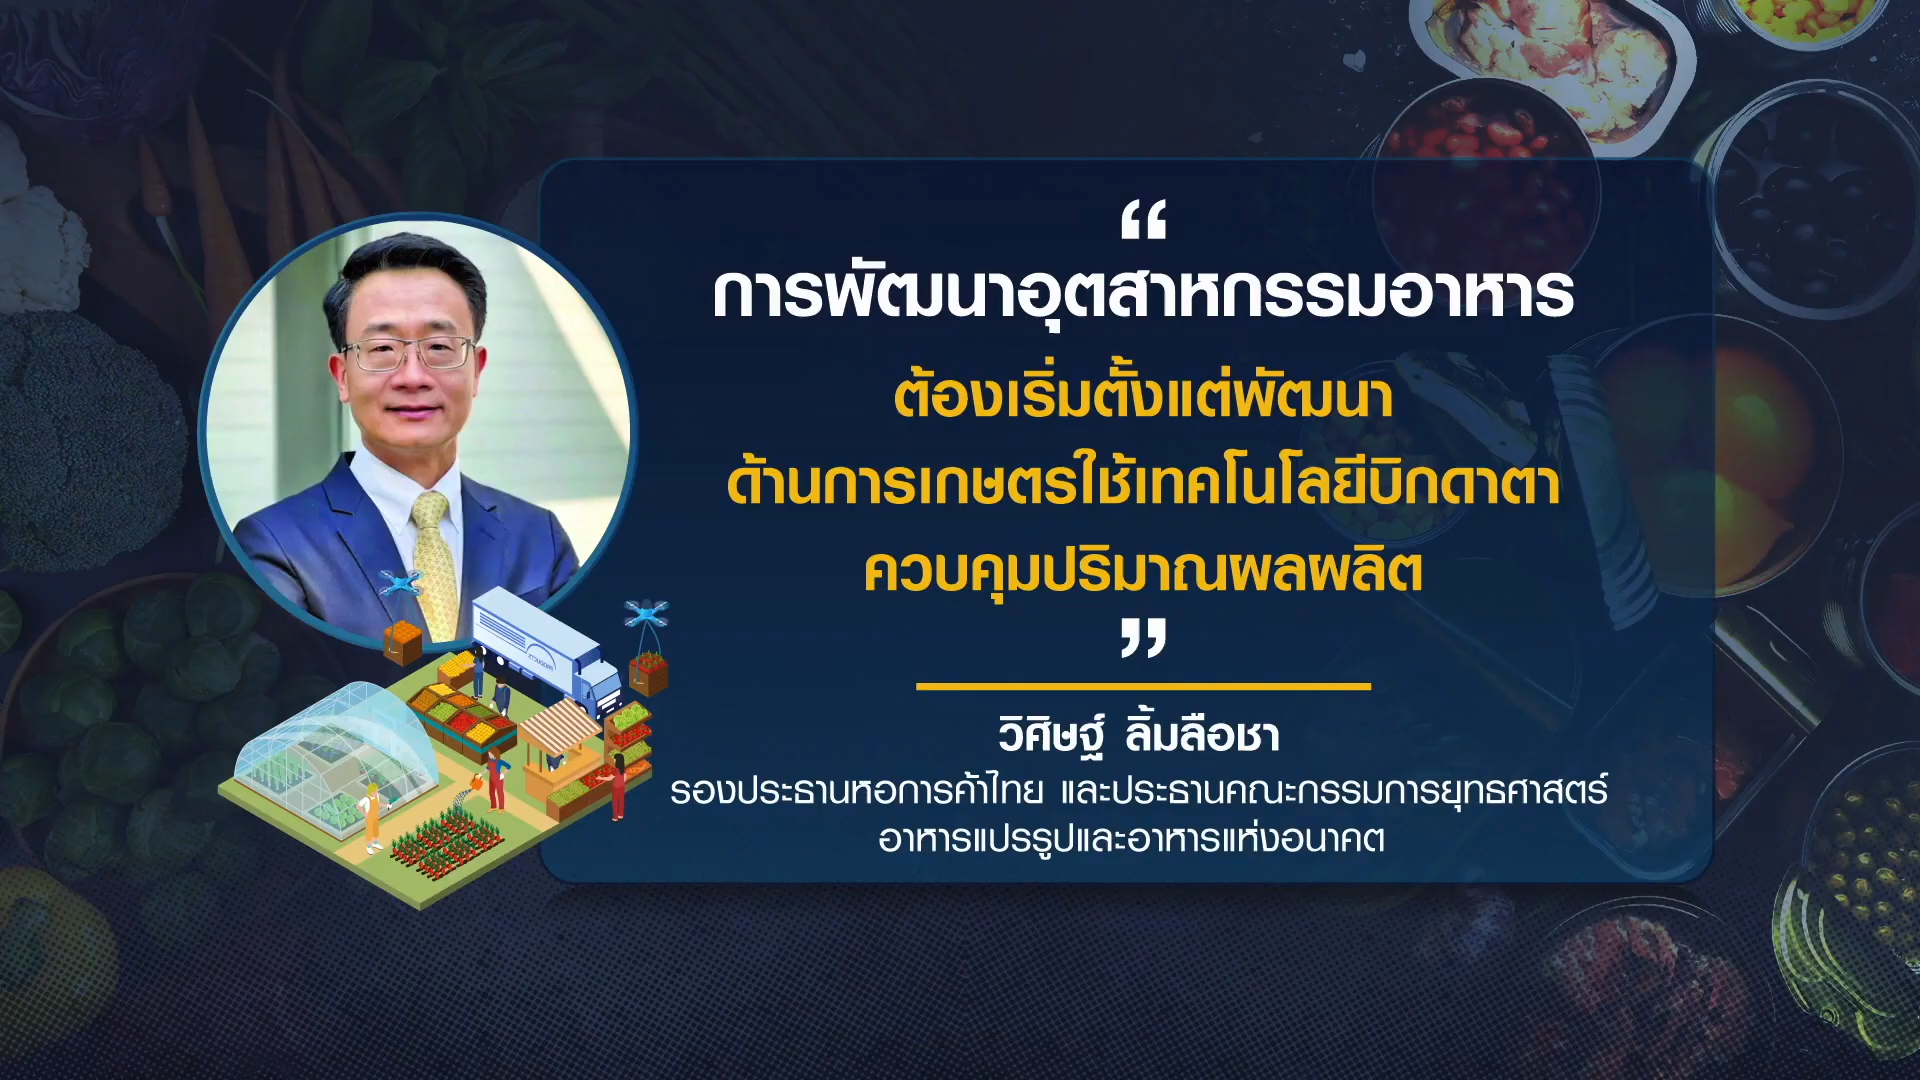 “
การพัฒนาอุตสาหกรรมอาหาร
ต้องเริ่มตั้งแต่พัฒนา
ด้านการเกษตรใช้เทคโนโลยีบิกดาตา
ควบคุมปริมาณผลผลิต
”
วิศิษฐ์ ลิ้มลือชา
รองประธานหอการค้าไทย และประธานคณะกรรมการยุทธศาสตร์
อาหารแปรรูปและอาหารแห่งอนาคต